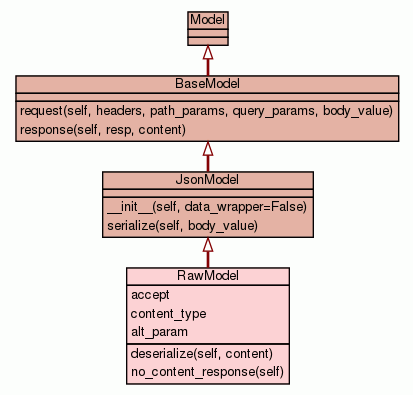 Model
BaseModel
request(self, headers, path_params, query_params, body_value)
response(self, resp, content)
JsonModel
__init__(self, data_wrapper=False)
serialize(self, body_value)
RawModel
accept
content_type
alt_param
deserialize(self, content)
no_content_response(self)